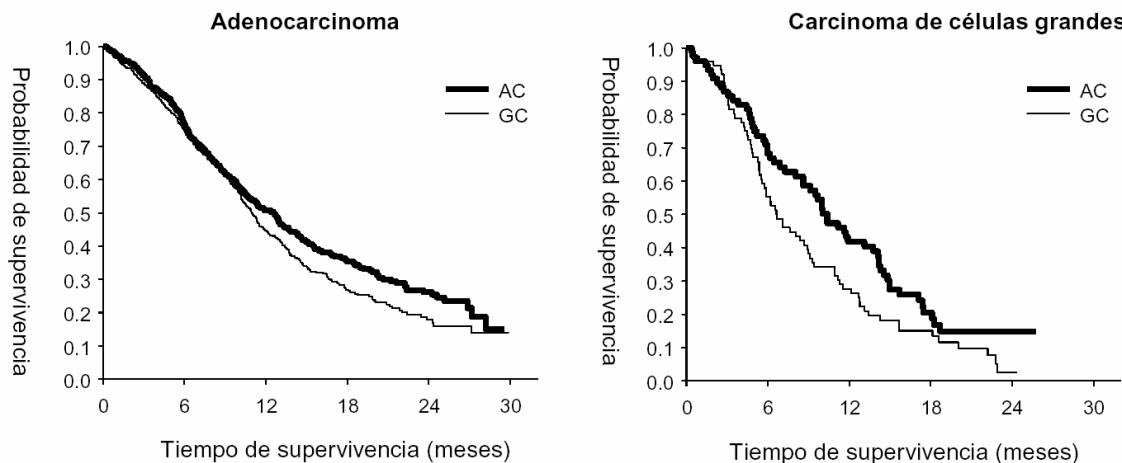 Adenocarcinoma
Probabilidad de supervivencia
1.0
0.9
0.8
0.7
0.6
0.5
0.4
0.3
0.2
0.1
0.0
AC
GC
0 6 12 18 24 30
Tiempo de supervivencia (meses)
Carcinoma de células grandes
Probabilidad de supervivencia
1.0
0.9
0.8
0.7
0.6
0.5
0.4
0.3
0.2
0.1
0.0
AC
GC
0 6 12 18 24 30
Tiempo de supervivencia (meses)